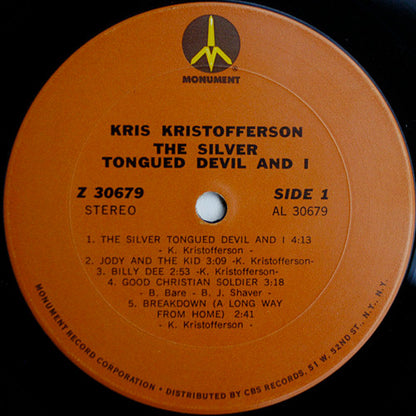 MONUMENT
®
KRIS KRISTOFFERSON
THE SILVER
TONGUED DEVIL AND I
Z 30679
STEREO
SIDE 1
AL 30679
1. THE SILVER TONGUED DEVIL AND I 4:13
- K. Kristofferson -
2. JODY AND THE KID 3:09 -K. Kristofferson-
3. BILLY DEE 2:53 -K. Kristofferson-
4. GOOD CHRISTIAN SOLDIER 3:18
- B. Bare - B. J. Shaver -
5. BREAKDOWN (A LONG WAY
FROM HOME) 2:41
- K. Kristofferson -
MONUMENT RECORD CORPORATION • DISTRIBUTED BY CBS RECORDS, 51 W. 52ND ST., N.Y., N.Y.